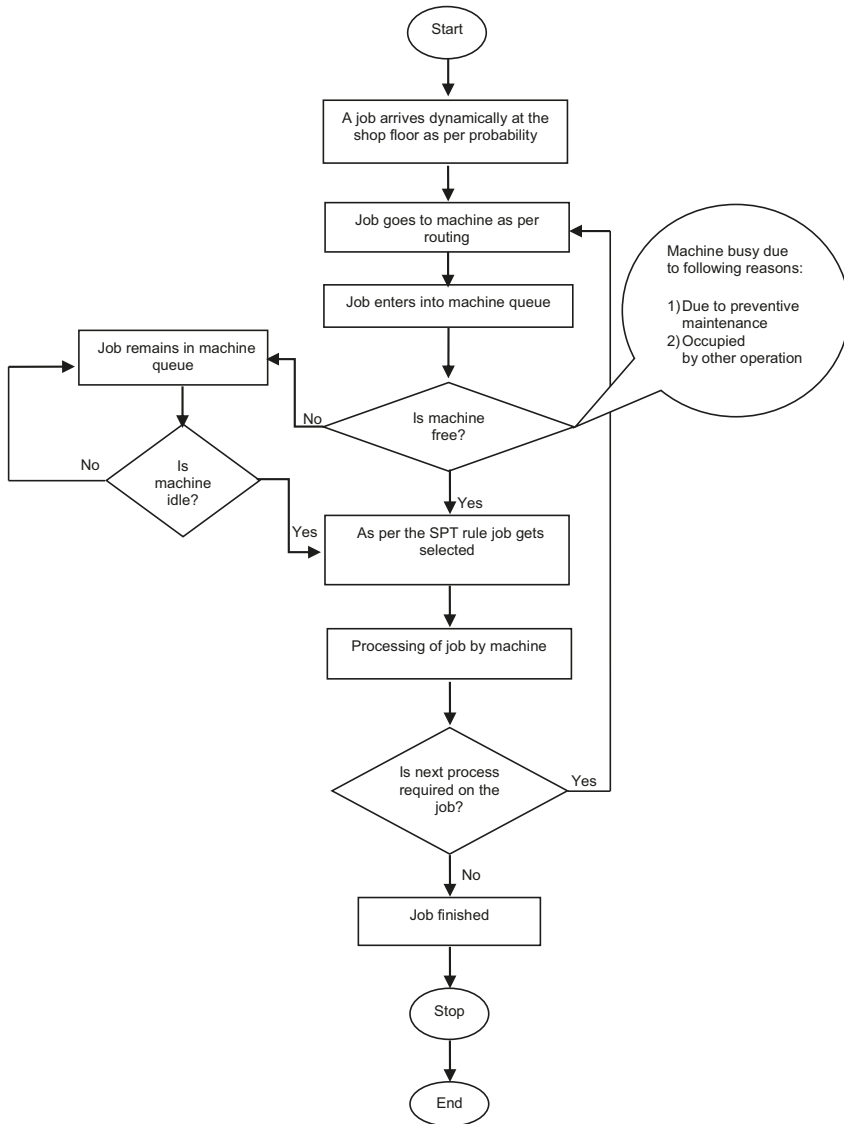 Start
A job arrives dynamically at the
shop floor as per probability
Job goes to machine as per
routing
Machine busy due
to following reasons:
1) Due to preventive
maintenance
2) Occupied
by other operation
Job enters into machine queue
Job remains in machine
queue
No
Is machine
free?
Is
machine
idle?
No
Yes
Yes
As per the SPT rule job gets
selected
Processing of job by machine
Is next process
required on the
job?
Yes
No
Job finished
Stop
End